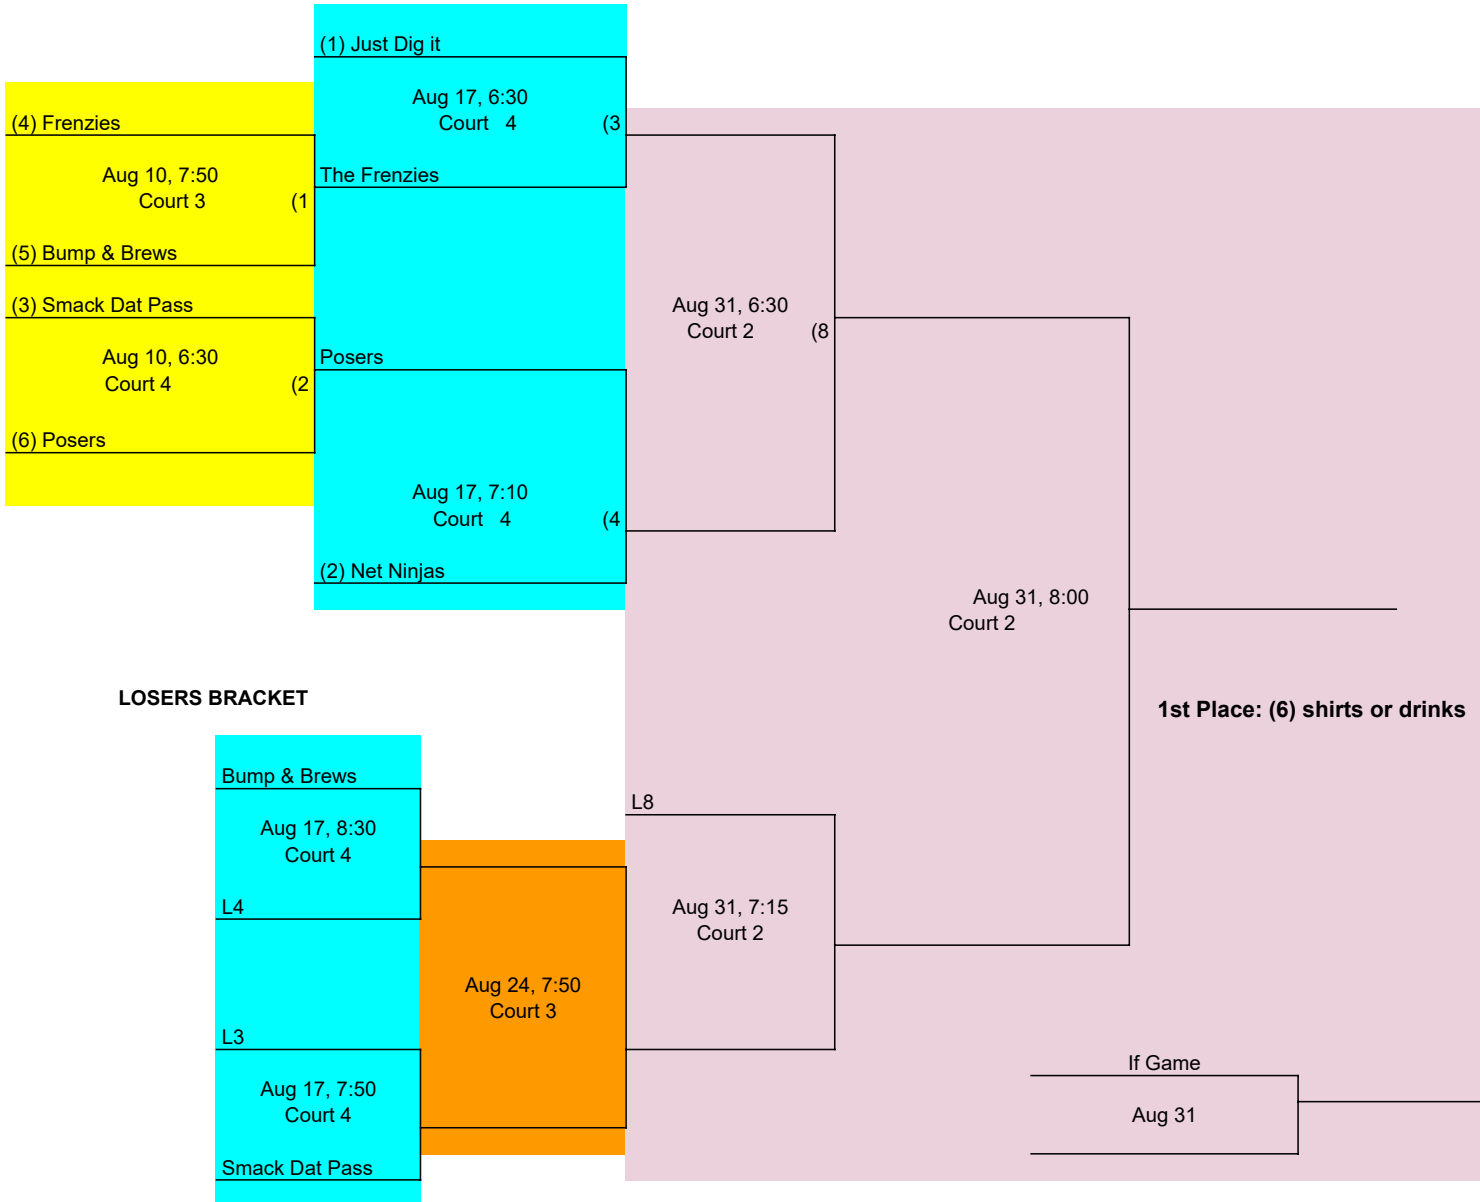 (1) Just Dig it
Aug 17, 6:30
Court 4 (3
(4) Frenzies
Aug 10, 7:50
Court 3 (1
The Frenzies
(5) Bump & Brews
(3) Smack Dat Pass
Aug 10, 6:30
Court 4 (2
Posers
(6) Posers
Aug 31, 6:30
Court 2 (8
Aug 17, 7:10
Court 4 (4
(2) Net Ninjas
Aug 31, 8:00
Court 2
1st Place: (6) shirts or drinks
LOSERS BRACKET
Bump & Brews
Aug 17, 8:30
Court 4
L4
L8
Aug 31, 7:15
Court 2
Aug 24, 7:50
Court 3
L3
Aug 17, 7:50
Court 4
Smack Dat Pass
If Game
Aug 31